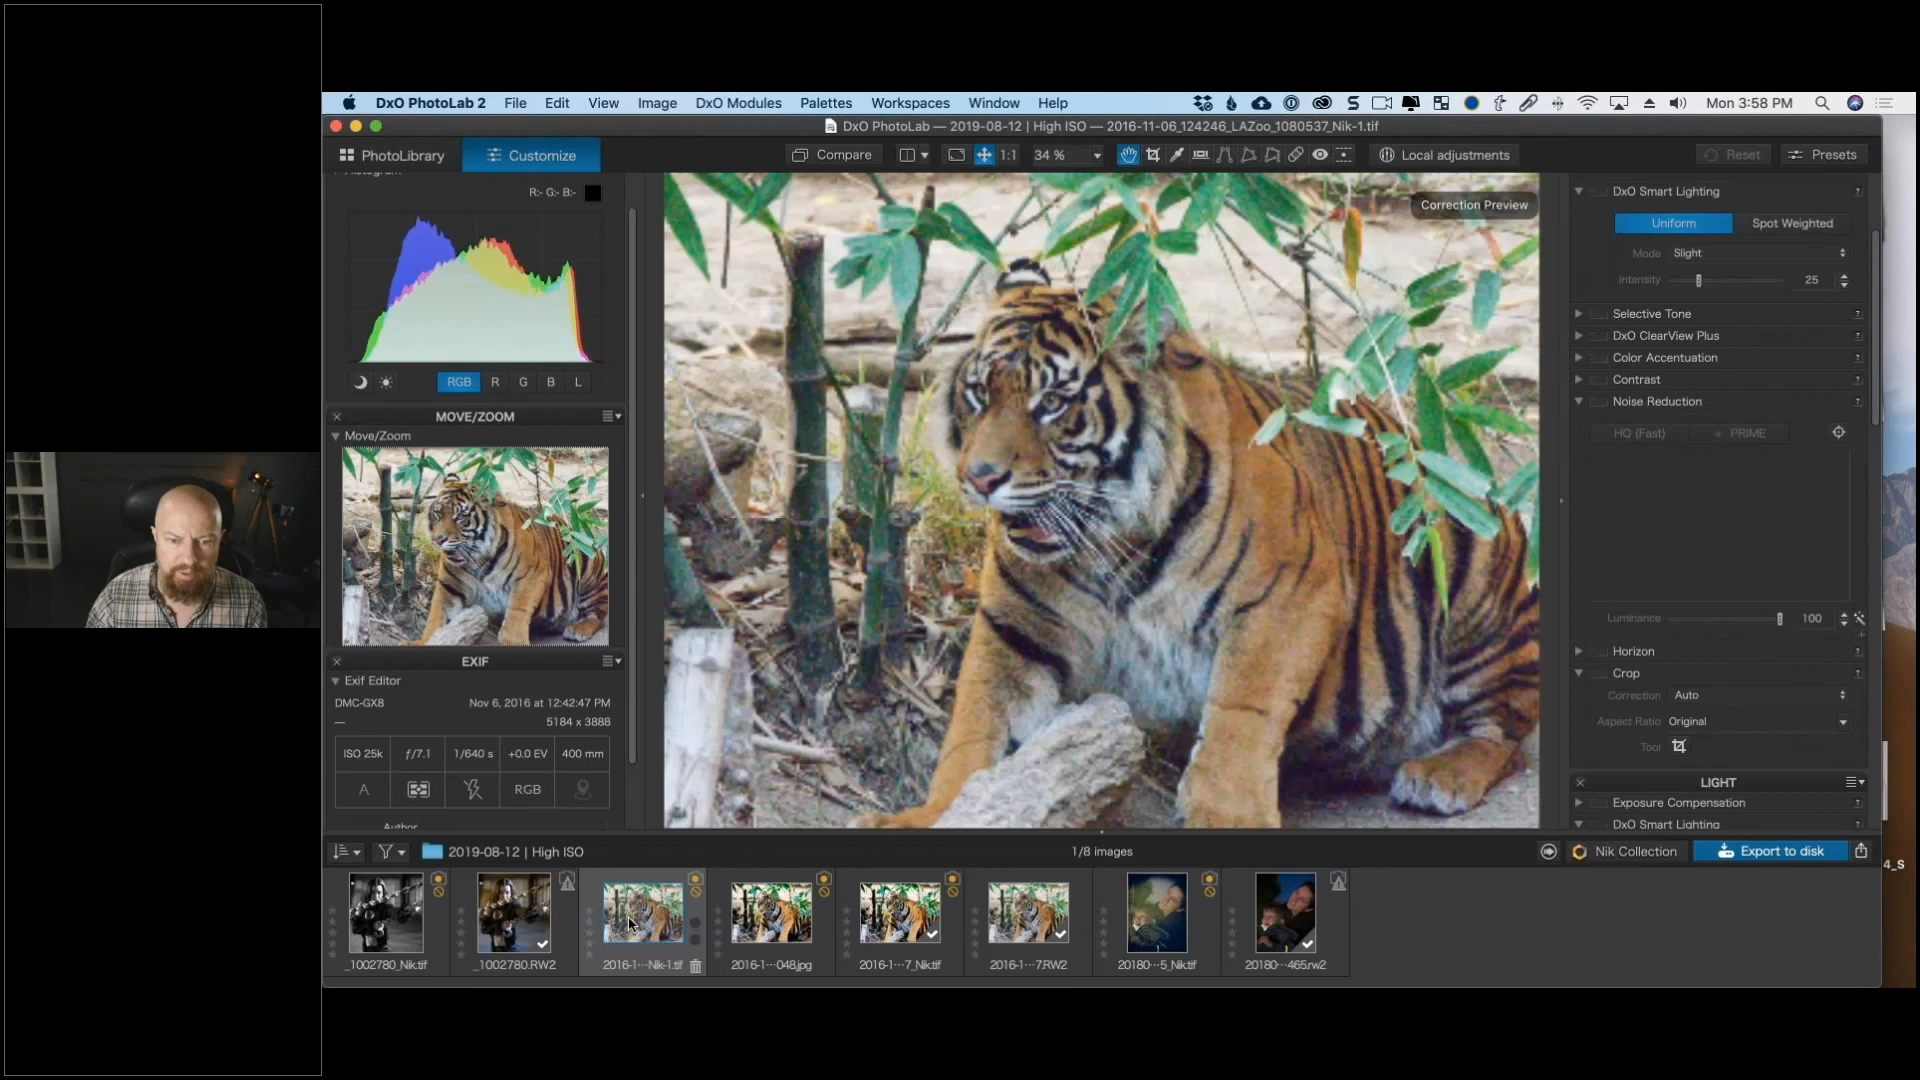 DxO PhotoLab 2 File Edit View Image DxO Modules Palettes Workspaces Window Help Mon 3:58 PM
DxO PhotoLab — 2019-08-12 | High ISO — 2016-11-06_124246_LAZoo_1080537_Nik-1.tif
PhotoLibrary Customize Compare 1:1 34 % Local adjustments Reset Presets
R:- G:- B:-
RGB R G B L
MOVE/ZOOM
Move/Zoom
EXIF
Exif Editor
DMC-GX8 Nov 6, 2016 at 12:42:47 PM
— 5184 x 3888
ISO 25k ƒ/7.1 1/640 s +0.0 EV 400 mm
A RGB
Author
Correction Preview
DxO Smart Lighting ?
Uniform Spot Weighted
Mode Slight
Intensity 25
Selective Tone ?
DxO ClearView Plus ?
Color Accentuation ?
Contrast ?
Noise Reduction ?
HQ (Fast) PRIME
Luminance 100
Horizon ?
Crop ?
Correction Auto
Aspect Ratio Original
Tool
LIGHT
Exposure Compensation ?
DxO Smart Lighting ?
2019-08-12 | High ISO 1/8 images Nik Collection Export to disk
_1002780_Nik.tif _1002780.RW2 2016-1···Nik-1.tif 2016-1···048.jpg 2016-1···7_Nik.tif 2016-1···7.RW2 20180···5_Nik.tif 20180···465.rw2
4_S